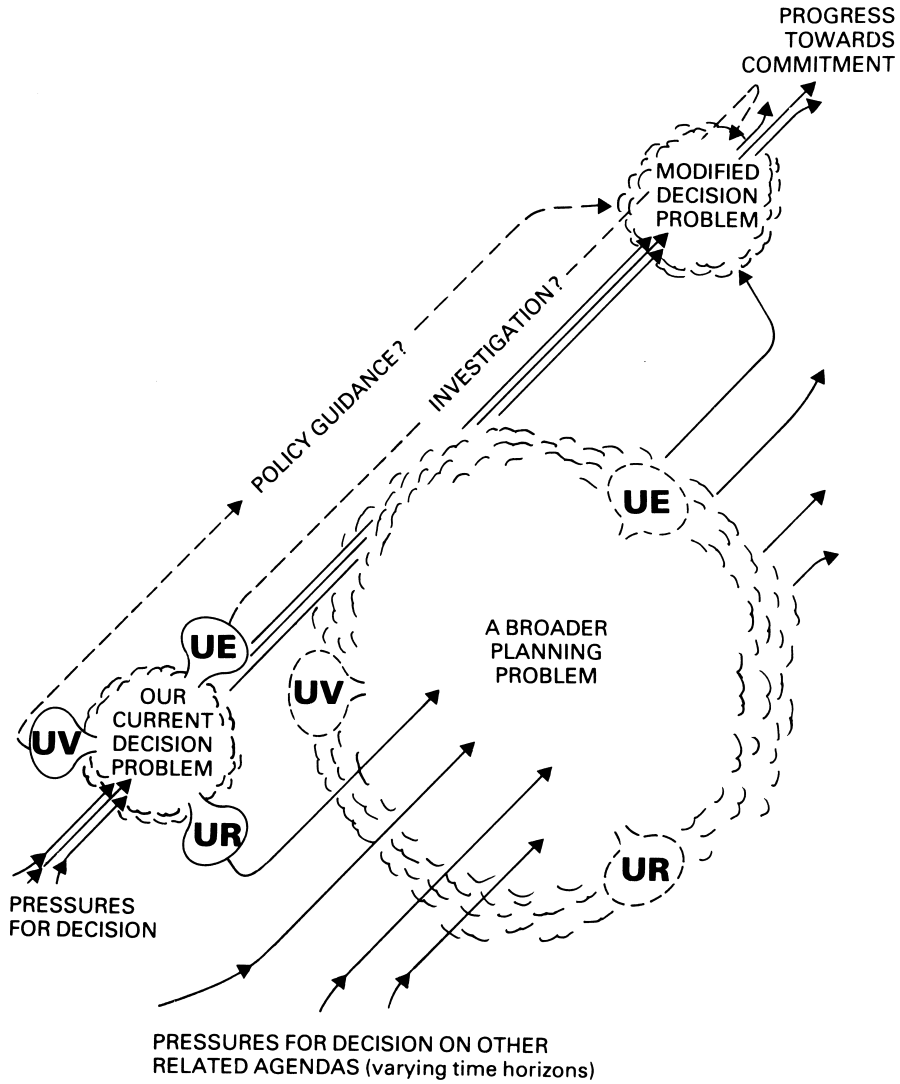 PROGRESS
TOWARDS
COMMITMENT
MODIFIED
DECISION
PROBLEM
INVESTIGATION?
POLICY GUIDANCE?
UE
A BROADER
PLANNING
PROBLEM
UE
UV
OUR
CURRENT
DECISION
PROBLEM
UV
UR
UR
PRESSURES
FOR DECISION
PRESSURES FOR DECISION ON OTHER
RELATED AGENDAS (varying time horizons)